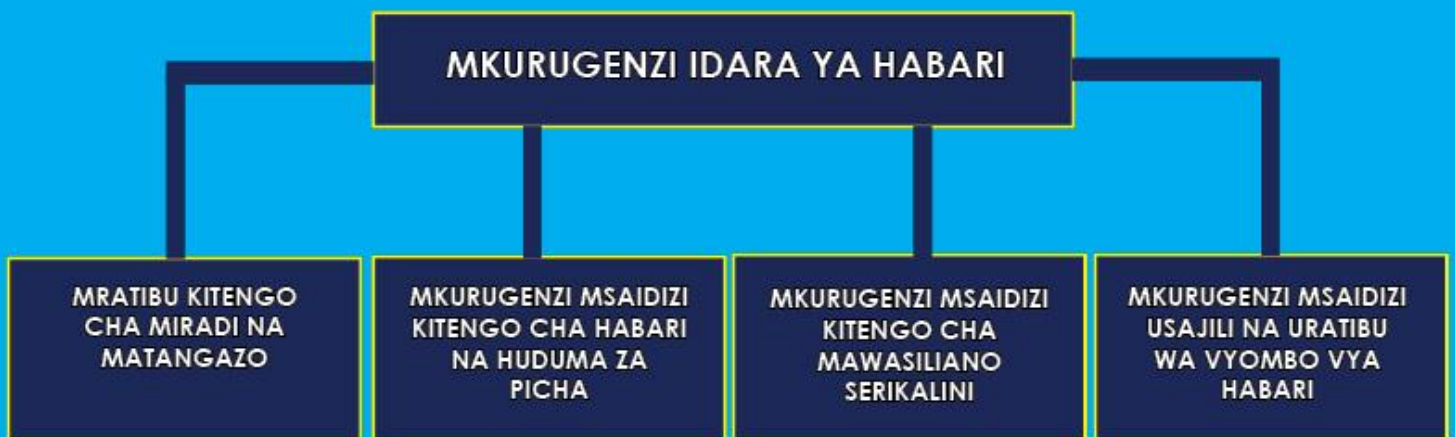 MKURUGENZI IDARA YA HABARI
MRATIBU KITENGO
CHA MIRADI NA
MATANGAZO
MKURUGENZI MSAIDIZI
KITENGO CHA HABARI
NA HUDUMA ZA
PICHA
MKURUGENZI MSAIDIZI
KITENGO CHA
MAWASILIANO
SERIKALINI
MKURUGENZI MSAIDIZI
USAJILI NA URATIBU
WA VYOMBO VYA
HABARI